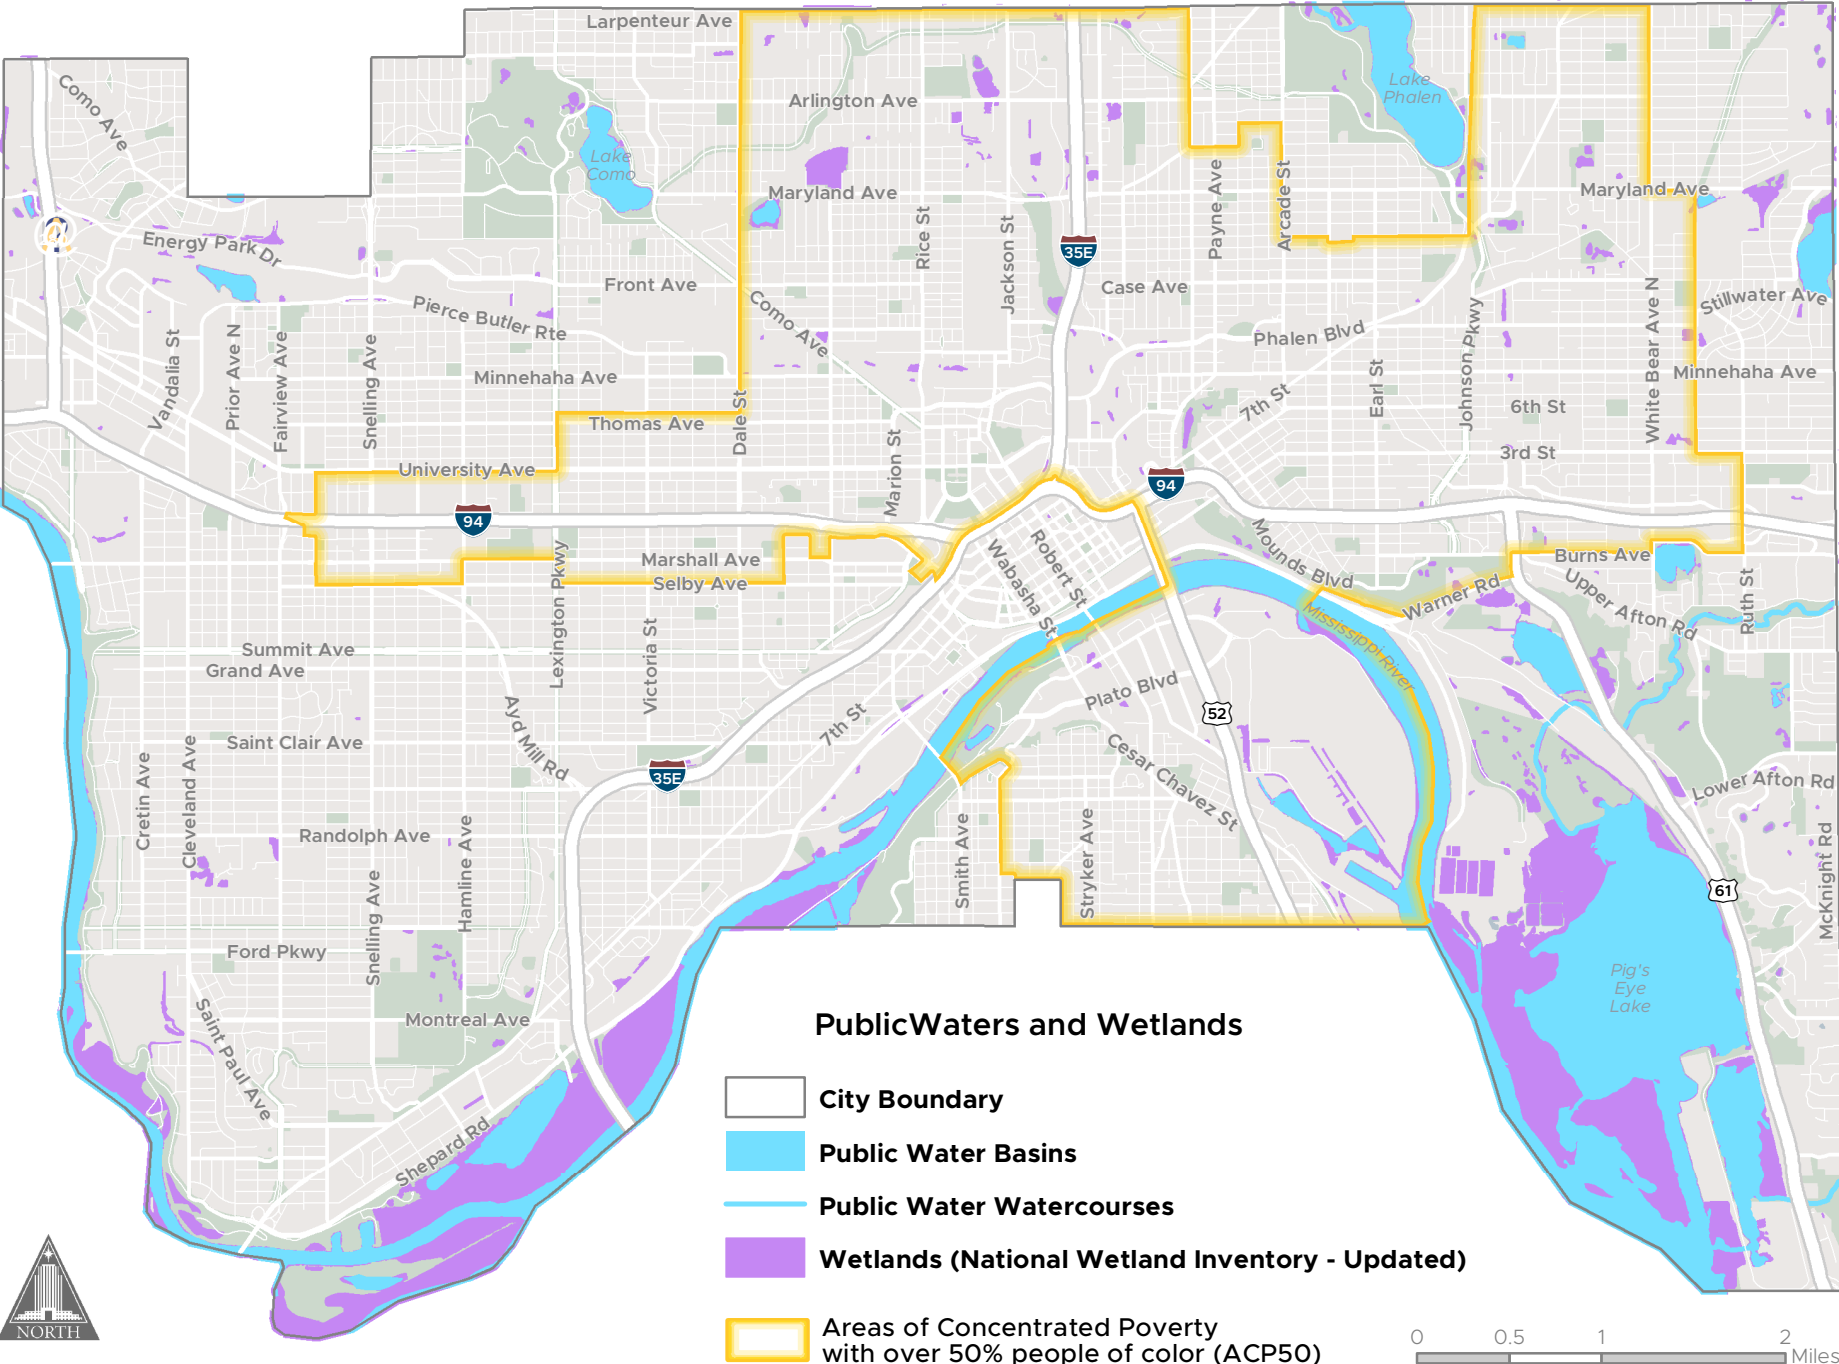 Larpenteur Ave
Como Ave
Arlington Ave
Lake
Phalen
Lake
Como
Maryland Ave
Maryland Ave
Energy Park Dr
Rice St
Jackson St
Payne Ave
Arcade St
35E
Front Ave
Case Ave
Pierce Butler Rte
Como Ave
Stillwater Ave
Phalen Blvd
Vandalia St
Prior Ave N
Fairview Ave
Snelling Ave
Minnehaha Ave
Earl St
Johnson Pkwy
White Bear Ave N
Minnehaha Ave
7th St
6th St
Thomas Ave
Dale St
Marion St
3rd St
University Ave
94
94
Marshall Ave
Selby Ave
Lexington Pkwy
Robert St
Wabasha St
Mounds Blvd
Burns Ave
Warner Rd
Upper Afton Rd
Ruth St
Mississippi River
Summit Ave
Grand Ave
Victoria St
Plato Blvd
52
Ayd Mill Rd
7th St
Saint Clair Ave
Cretin Ave
Cleveland Ave
35E
Cesar Chavez St
Lower Afton Rd
Randolph Ave
Hamline Ave
Snelling Ave
Smith Ave
Stryker Ave
McKnight Rd
61
Ford Pkwy
Pig's
Eye
Lake
Saint Paul Ave
Montreal Ave
Shepard Rd
PublicWaters and Wetlands
City Boundary
Public Water Basins
Public Water Watercourses
Wetlands (National Wetland Inventory - Updated)
Areas of Concentrated Poverty
with over 50% people of color (ACP50)
NORTH
0 0.5 1 2
Miles